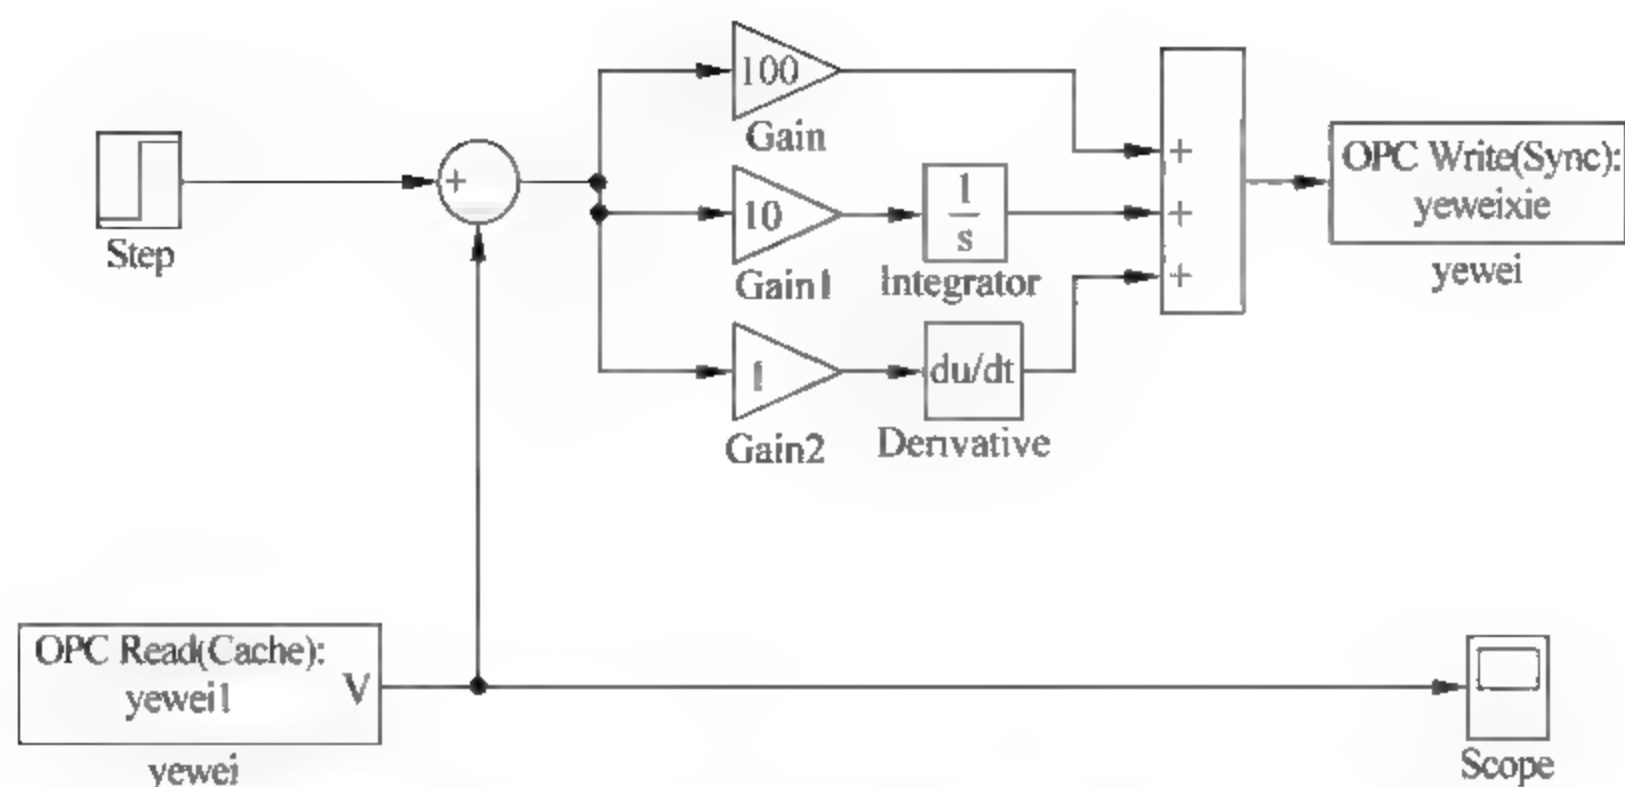 100
Gain
+
Step
10
Gain1
1
s
Integrator
1
Gain2
du/dt
Derivative
+
+
+
OPC Write(Sync):
yeweixie
yewei
OPC Read(Cache):
yewei1
V
yewei
Scope